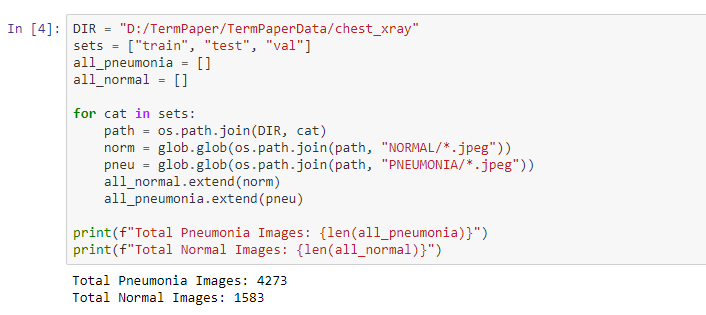 In [4]: DIR = "D:/TermPaper/TermPaperData/chest_xray"
sets = ["train", "test", "val"]
all_pneumonia = []
all_normal = []

for cat in sets:
    path = os.path.join(DIR, cat)
    norm = glob.glob(os.path.join(path, "NORMAL/*.jpeg"))
    pneu = glob.glob(os.path.join(path, "PNEUMONIA/*.jpeg"))
    all_normal.extend(norm)
    all_pneumonia.extend(pneu)

print(f"Total Pneumonia Images: {len(all_pneumonia)}")
print(f"Total Normal Images: {len(all_normal)}")

Total Pneumonia Images: 4273
Total Normal Images: 1583